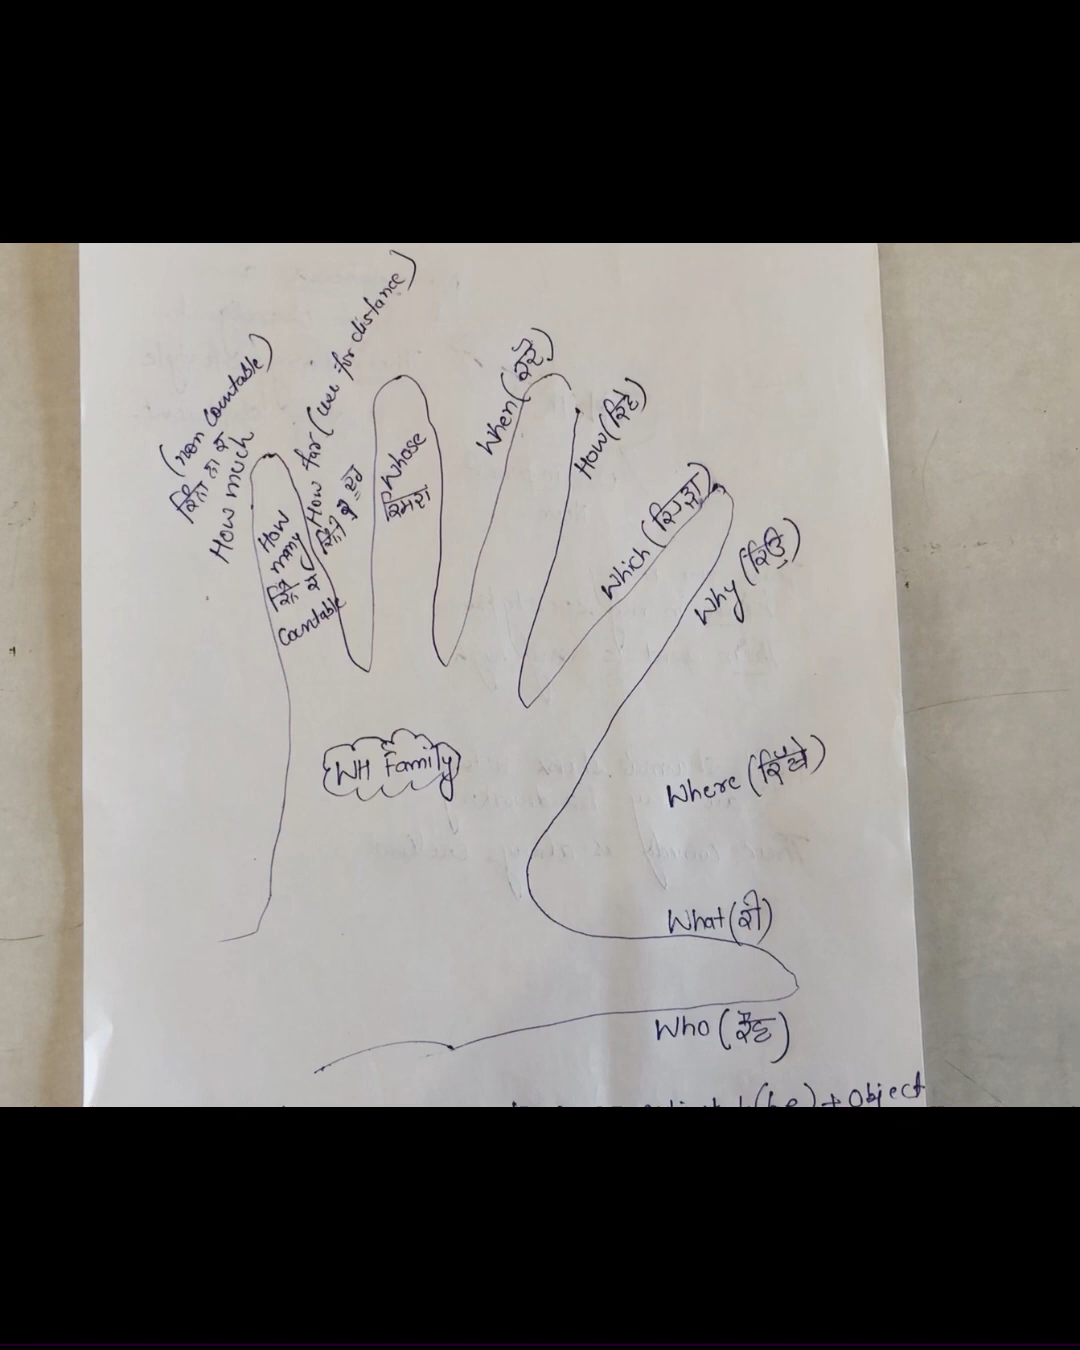 (non countable)
How much
How
many
Countable
How far (use for distance)
Whose
ਕਿਸਦਾ
When (ਕਦੋਂ)
How (ਕਿਵੇਂ)
Which (ਕਿਹੜਾ)
Why (ਕਿਉਂ)
Where (ਕਿੱਥੇ)
WH Family
What (ਕੀ)
Who (ਕੌਣ)
(he) + Object